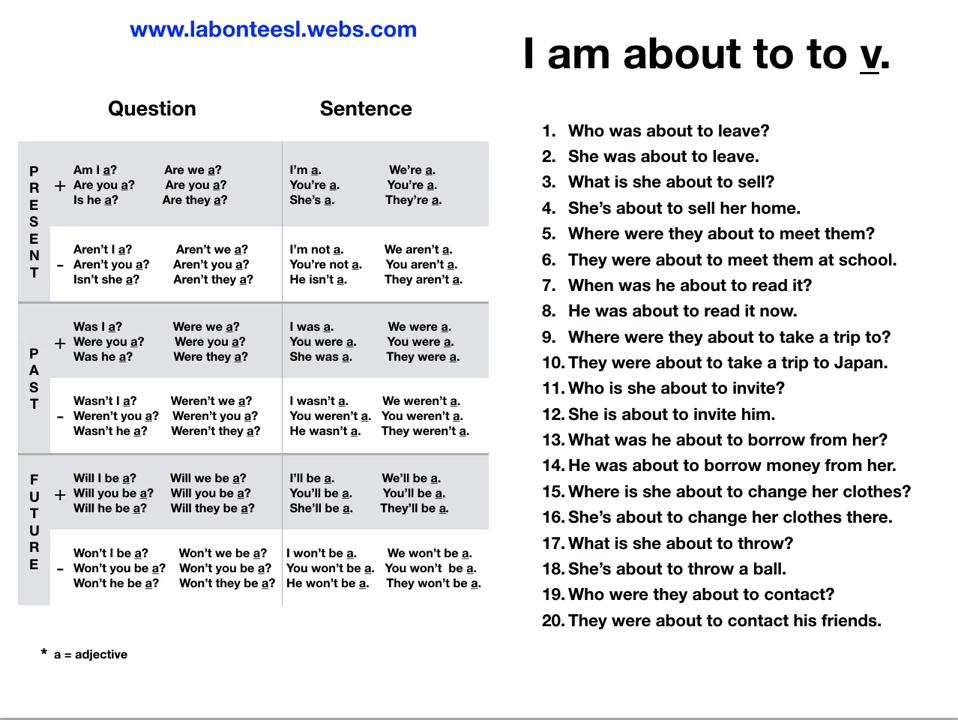 www.labonteesl.webs.com
I am about to to v.
Question
Sentence
PRESENT
+
Am I a?
Are you a?
Is he a?
Are we a?
Are you a?
Are they a?
I'm a.
You're a.
She's a.
We're a.
You're a.
They're a.
-
Aren't I a?
Aren't you a?
Isn't she a?
Aren't we a?
Aren't you a?
Aren't they a?
I'm not a.
You're not a.
He isn't a.
We aren't a.
You aren't a.
They aren't a.
PAST
+
Was I a?
Were you a?
Was he a?
Were we a?
Were you a?
Were they a?
I was a.
You were a.
She was a.
We were a.
You were a.
They were a.
-
Wasn't I a?
Weren't you a?
Wasn't he a?
Weren't we a?
Weren't you a?
Weren't they a?
I wasn't a.
You weren't a.
He wasn't a.
We weren't a.
You weren't a.
They weren't a.
FUTURE
+
Will I be a?
Will you be a?
Will he be a?
Will we be a?
Will you be a?
Will they be a?
I'll be a.
You'll be a.
She'll be a.
We'll be a.
You'll be a.
They'll be a.
-
Won't I be a?
Won't you be a?
Won't he be a?
Won't we be a?
Won't you be a?
Won't they be a?
I won't be a.
You won't be a.
He won't be a.
We won't be a.
You won't be a.
They won't be a.
* a = adjective
1. Who was about to leave?
2. She was about to leave.
3. What is she about to sell?
4. She's about to sell her home.
5. Where were they about to meet them?
6. They were about to meet them at school.
7. When was he about to read it?
8. He was about to read it now.
9. Where were they about to take a trip to?
10. They were about to take a trip to Japan.
11. Who is she about to invite?
12. She is about to invite him.
13. What was he about to borrow from her?
14. He was about to borrow money from her.
15. Where is she about to change her clothes?
16. She's about to change her clothes there.
17. What is she about to throw?
18. She's about to throw a ball.
19. Who were they about to contact?
20. They were about to contact his friends.